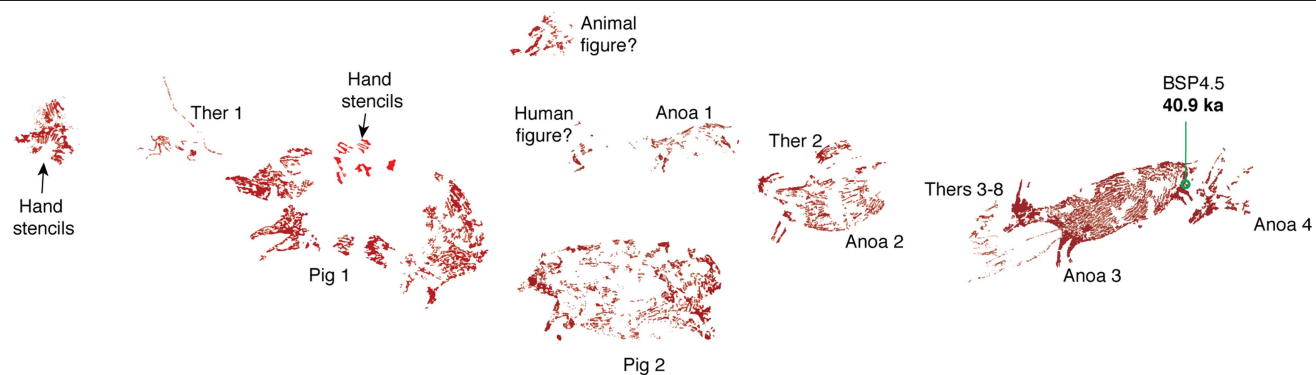 Animal
figure?
Hand
stencils
Ther 1
Hand
stencils
Pig 1
Human
figure?
Anoa 1
Ther 2
Anoa 2
Pig 2
BSP4.5
40.9 ka
Thers 3-8
Anoa 3
Anoa 4